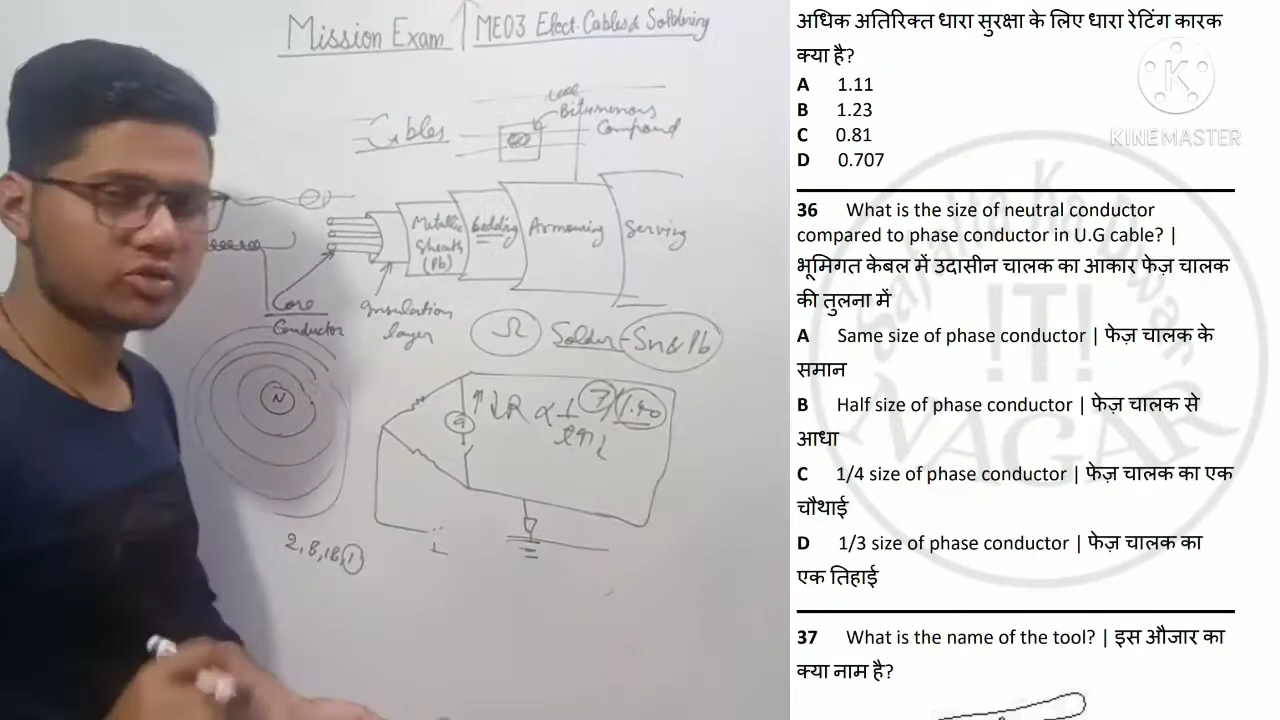 Mission Exam
ME03 Elect. Cables & Soldering
Cables
Bituminous
Compound
Metallic
Sheath
(Pb)
bedding
Armouring
Serving
Core
Conductor
insulation
layer
Ω
Solder - Sn & Pb
N
G
2, 8, 18, 1
अधिक अतिरिक्त धारा सुरक्षा के लिए धारा रेटिंग कारक
क्या है?
A 1.11
B 1.23
C 0.81
D 0.707
KINEMASTER
36 What is the size of neutral conductor
compared to phase conductor in U.G cable? |
भूमिगत केबल में उदासीन चालक का आकार फेज़ चालक
की तुलना में
A Same size of phase conductor | फेज़ चालक के
समान
B Half size of phase conductor | फेज़ चालक से
आधा
C 1/4 size of phase conductor | फेज़ चालक का एक
चौथाई
D 1/3 size of phase conductor | फेज़ चालक का
एक तिहाई
37 What is the name of the tool? | इस औजार का
क्या नाम है?
Sarjano Ka Diwan
!T!
NAGAR